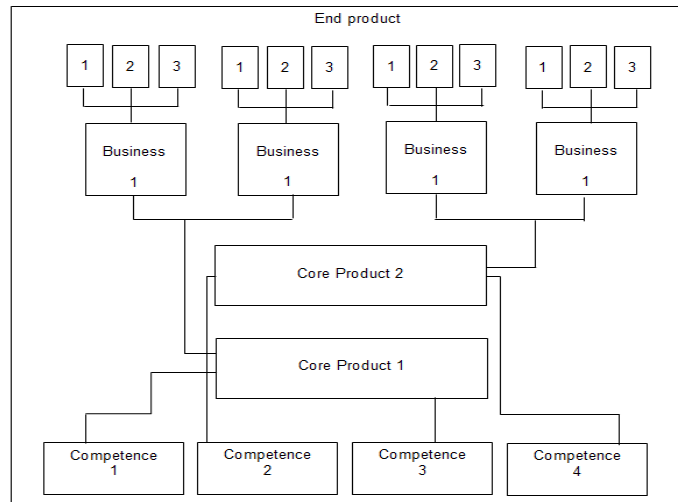 End product
1 2 3 1 2 3 1 2 3 1 2 3
Business Business Business Business
1 1 1 1
Core Product 2
Core Product 1
Competence Competence Competence Competence
1 2 3 4